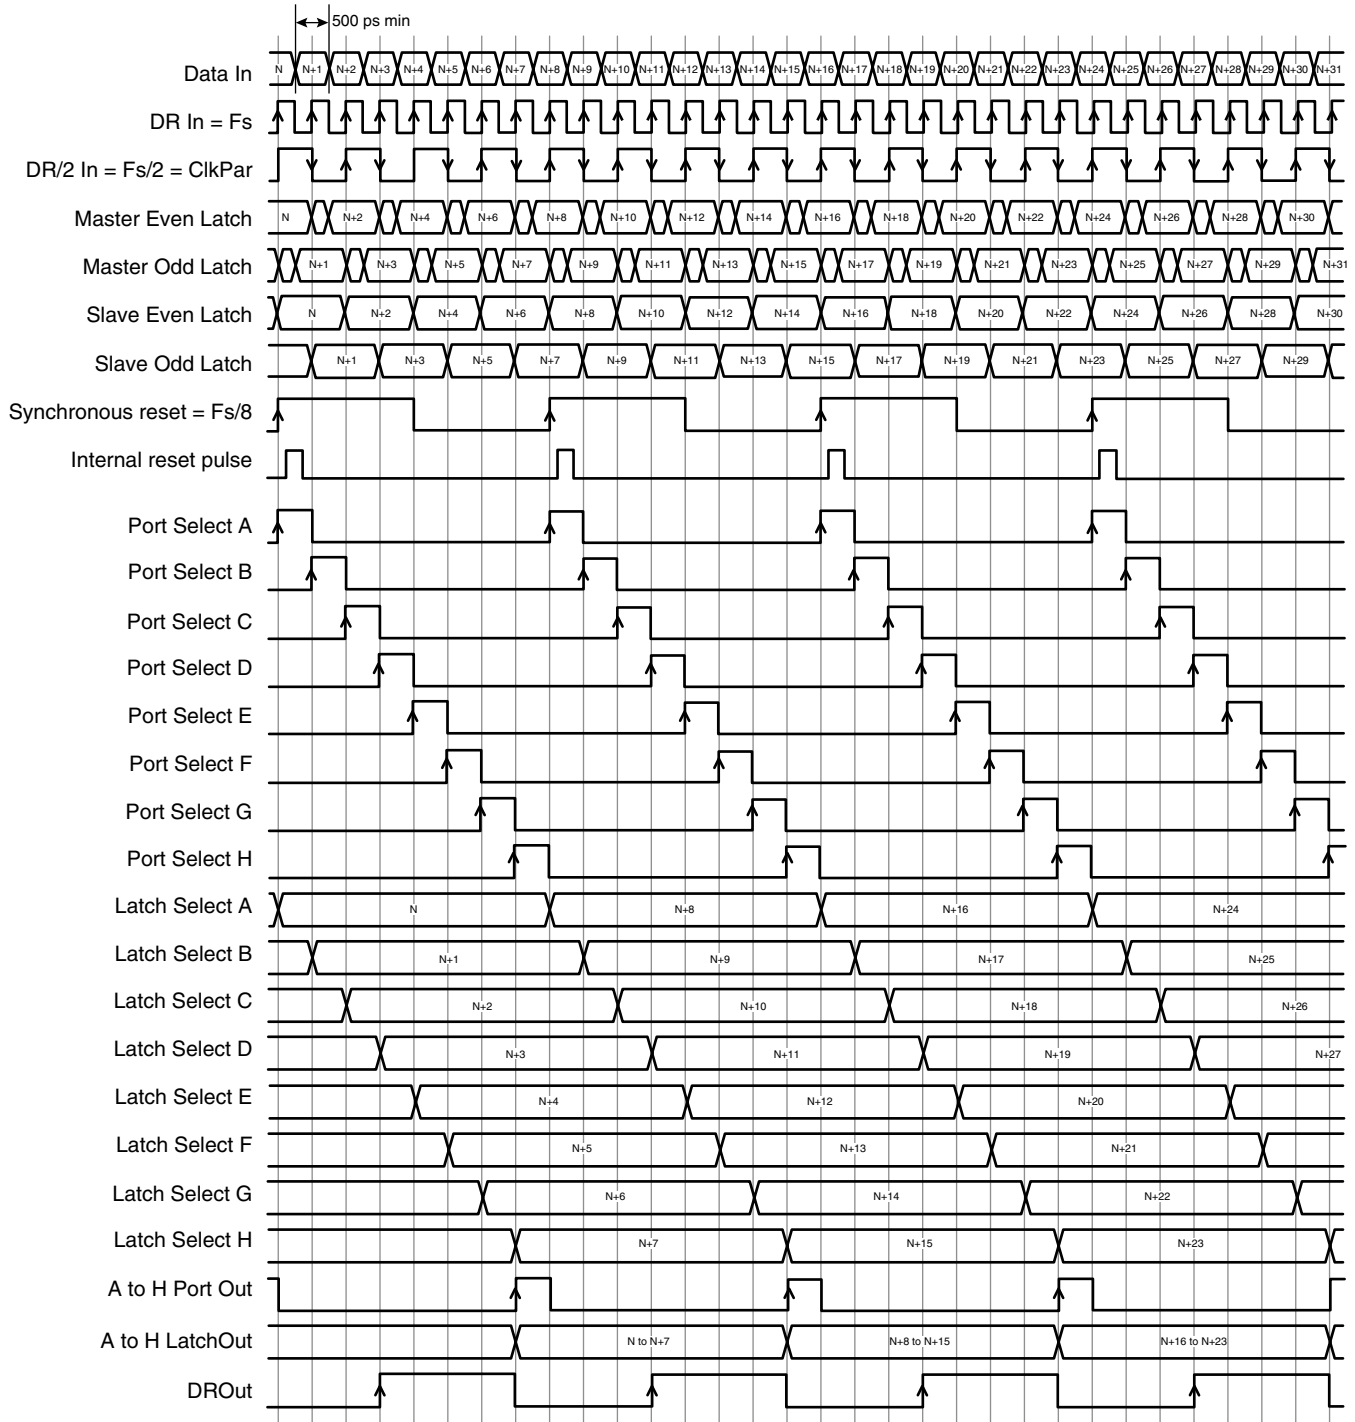 500 ps min
Data In N N+1 N+2 N+3 N+4 N+5 N+6 N+7 N+8 N+9 N+10 N+11 N+12 N+13 N+14 N+15 N+16 N+17 N+18 N+19 N+20 N+21 N+22 N+23 N+24 N+25 N+26 N+27 N+28 N+29 N+30 N+31
DR In = Fs
DR/2 In = Fs/2 = ClkPar
Master Even Latch N N+2 N+4 N+6 N+8 N+10 N+12 N+14 N+16 N+18 N+20 N+22 N+24 N+26 N+28 N+30
Master Odd Latch N+1 N+3 N+5 N+7 N+9 N+11 N+13 N+15 N+17 N+19 N+21 N+23 N+25 N+27 N+29 N+31
Slave Even Latch N N+2 N+4 N+6 N+8 N+10 N+12 N+14 N+16 N+18 N+20 N+22 N+24 N+26 N+28 N+30
Slave Odd Latch N+1 N+3 N+5 N+7 N+9 N+11 N+13 N+15 N+17 N+19 N+21 N+23 N+25 N+27 N+29
Synchronous reset = Fs/8
Internal reset pulse
Port Select A
Port Select B
Port Select C
Port Select D
Port Select E
Port Select F
Port Select G
Port Select H
Latch Select A N N+8 N+16 N+24
Latch Select B N+1 N+9 N+17 N+25
Latch Select C N+2 N+10 N+18 N+26
Latch Select D N+3 N+11 N+19 N+27
Latch Select E N+4 N+12 N+20
Latch Select F N+5 N+13 N+21
Latch Select G N+6 N+14 N+22
Latch Select H N+7 N+15 N+23
A to H Port Out
A to H LatchOut N to N+7 N+8 to N+15 N+16 to N+23
DROut